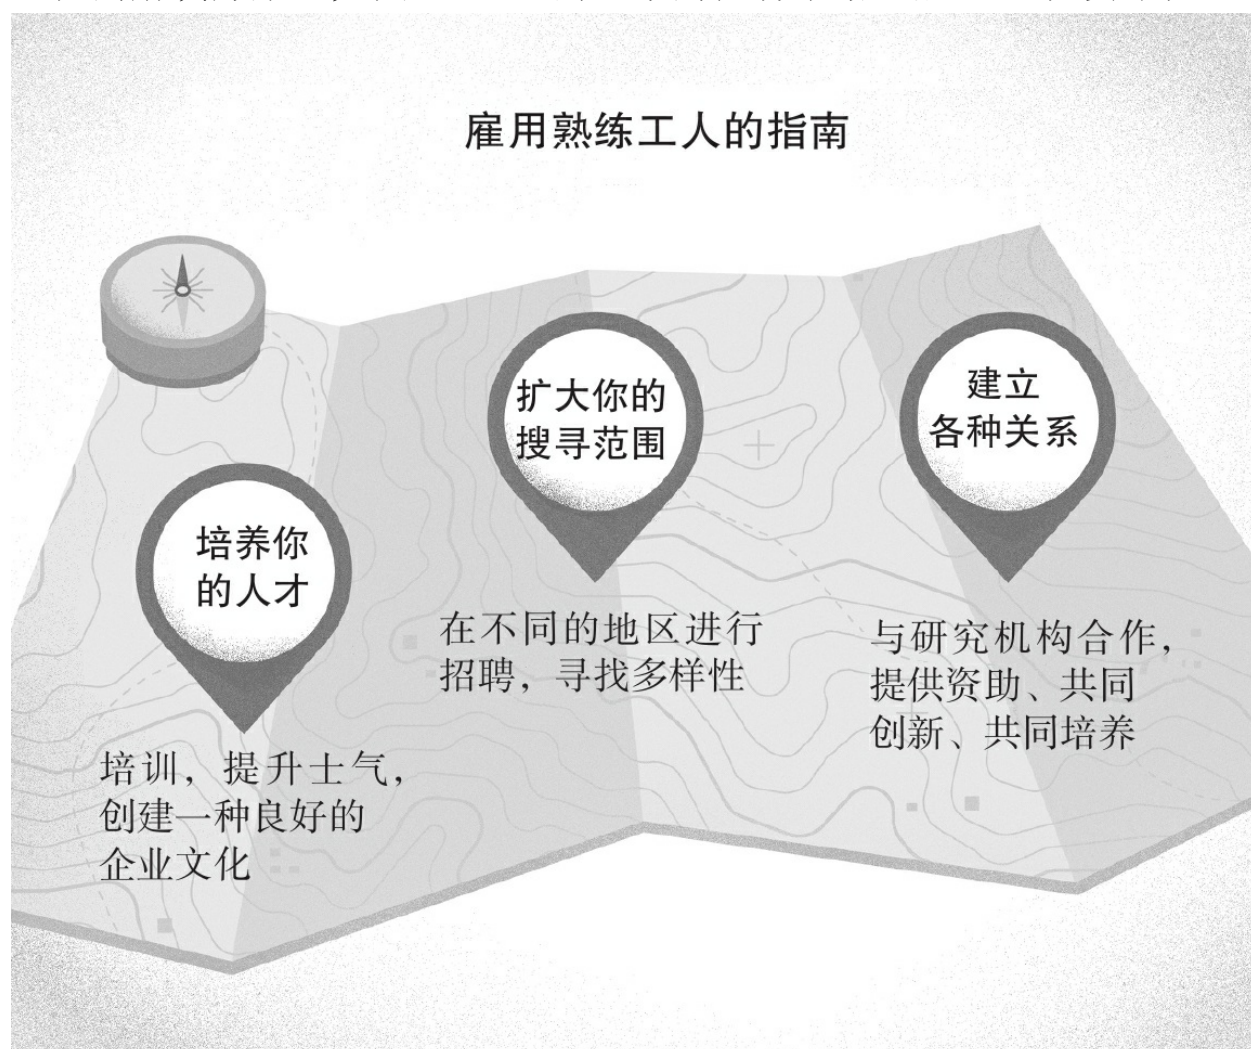 雇用熟练工人的指南
培养你
的人才
培训，提升士气，
创建一种良好的
企业文化
扩大你的
搜寻范围
在不同的地区进行
招聘，寻找多样性
建立
各种关系
与研究机构合作，
提供资助、共同
创新、共同培养